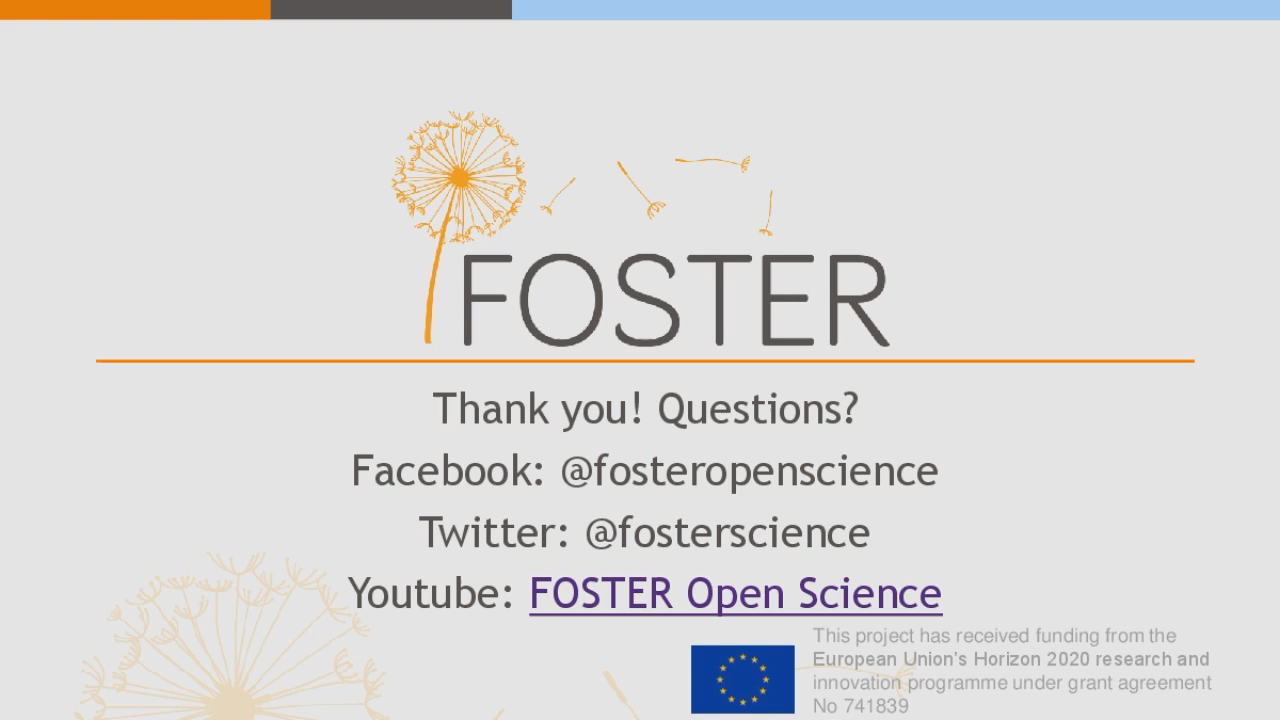 FOSTER
Thank you! Questions?
Facebook: @fosteropenscience
Twitter: @fosterscience
Youtube: FOSTER Open Science
This project has received funding from the
European Union's Horizon 2020 research and
innovation programme under grant agreement
No 741839